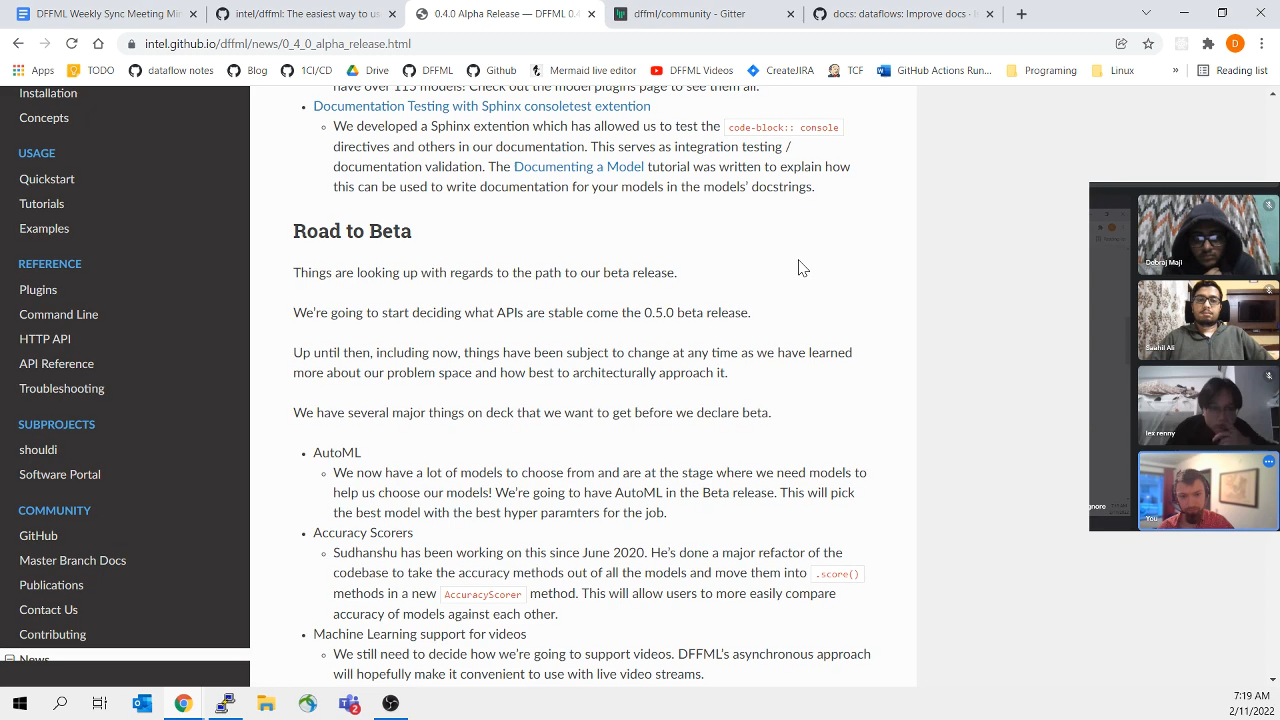 DFFML Weekly Sync Meeting Min
intel/dffml: The easiest way to us
0.4.0 Alpha Release — DFFML 0.4
dffml/community - Gitter
docs: dataflows: Improve docs - B
intel.github.io/dffml/news/0_4_0_alpha_release.html
D
Apps
TODO
dataflow notes
Blog
1CI/CD
Drive
DFFML
Github
Mermaid live editor
DFFML Videos
CreateJIRA
TCF
GitHub Actions Run...
Programing
Linux
»
Reading list
Installation
Concepts
USAGE
Quickstart
Tutorials
Examples
REFERENCE
Plugins
Command Line
HTTP API
API Reference
Troubleshooting
SUBPROJECTS
shouldi
Software Portal
COMMUNITY
GitHub
Master Branch Docs
Publications
Contact Us
Contributing
News
have over 115 models! Check out the model plugins page to see them all.
Documentation Testing with Sphinx consoletest extention
We developed a Sphinx extention which has allowed us to test the code-block:: console
directives and others in our documentation. This serves as integration testing /
documentation validation. The Documenting a Model tutorial was written to explain how
this can be used to write documentation for your models in the models’ docstrings.
Road to Beta
Things are looking up with regards to the path to our beta release.
We’re going to start deciding what APIs are stable come the 0.5.0 beta release.
Up until then, including now, things have been subject to change at any time as we have learned
more about our problem space and how best to architecturally approach it.
We have several major things on deck that we want to get before we declare beta.
AutoML
We now have a lot of models to choose from and are at the stage where we need models to
help us choose our models! We’re going to have AutoML in the Beta release. This will pick
the best model with the best hyper paramters for the job.
Accuracy Scorers
Sudhanshu has been working on this since June 2020. He’s done a major refactor of the
codebase to take the accuracy methods out of all the models and move them into .score()
methods in a new AccuracyScorer method. This will allow users to more easily compare
accuracy of models against each other.
Machine Learning support for videos
We still need to decide how we’re going to support videos. DFFML’s asynchronous approach
will hopefully make it convenient to use with live video streams.
Dobraj Maji
Saahil Ali
lex renny
You
2
7:19 AM
2/11/2022